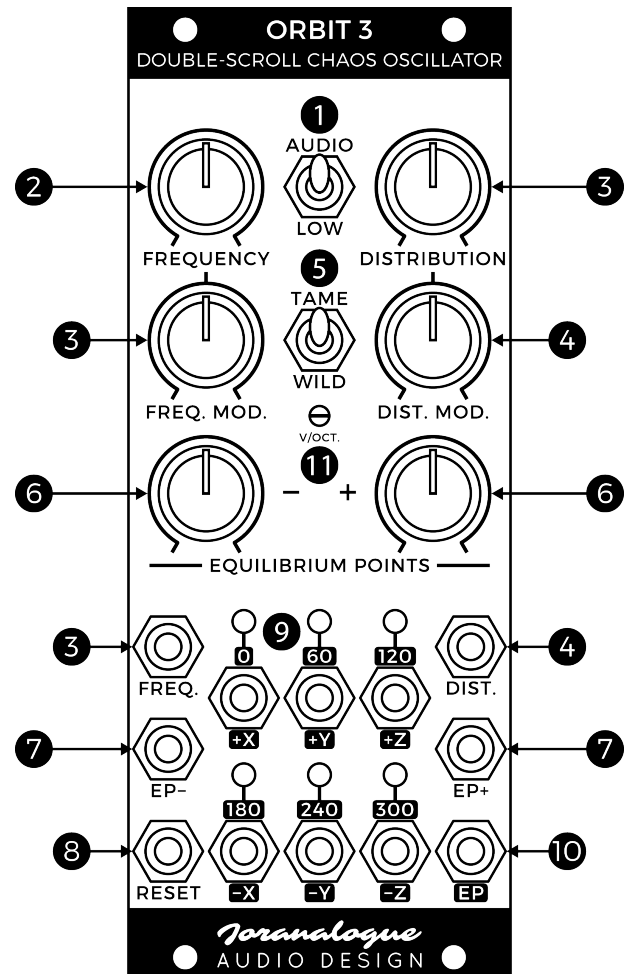 ORBIT 3
DOUBLE-SCROLL CHAOS OSCILLATOR
1
AUDIO
2
3
LOW
FREQUENCY
5
DISTRIBUTION
TAME
3
4
WILD
FREQ. MOD.
DIST. MOD.
V/OCT.
11
6
− +
6
EQUILIBRIUM POINTS
9
3
0 60 120
4
FREQ.
DIST.
+X +Y +Z
7
7
EP−
EP+
180 240 300
8
10
RESET −X −Y −Z EP
Joranalogue
AUDIO DESIGN